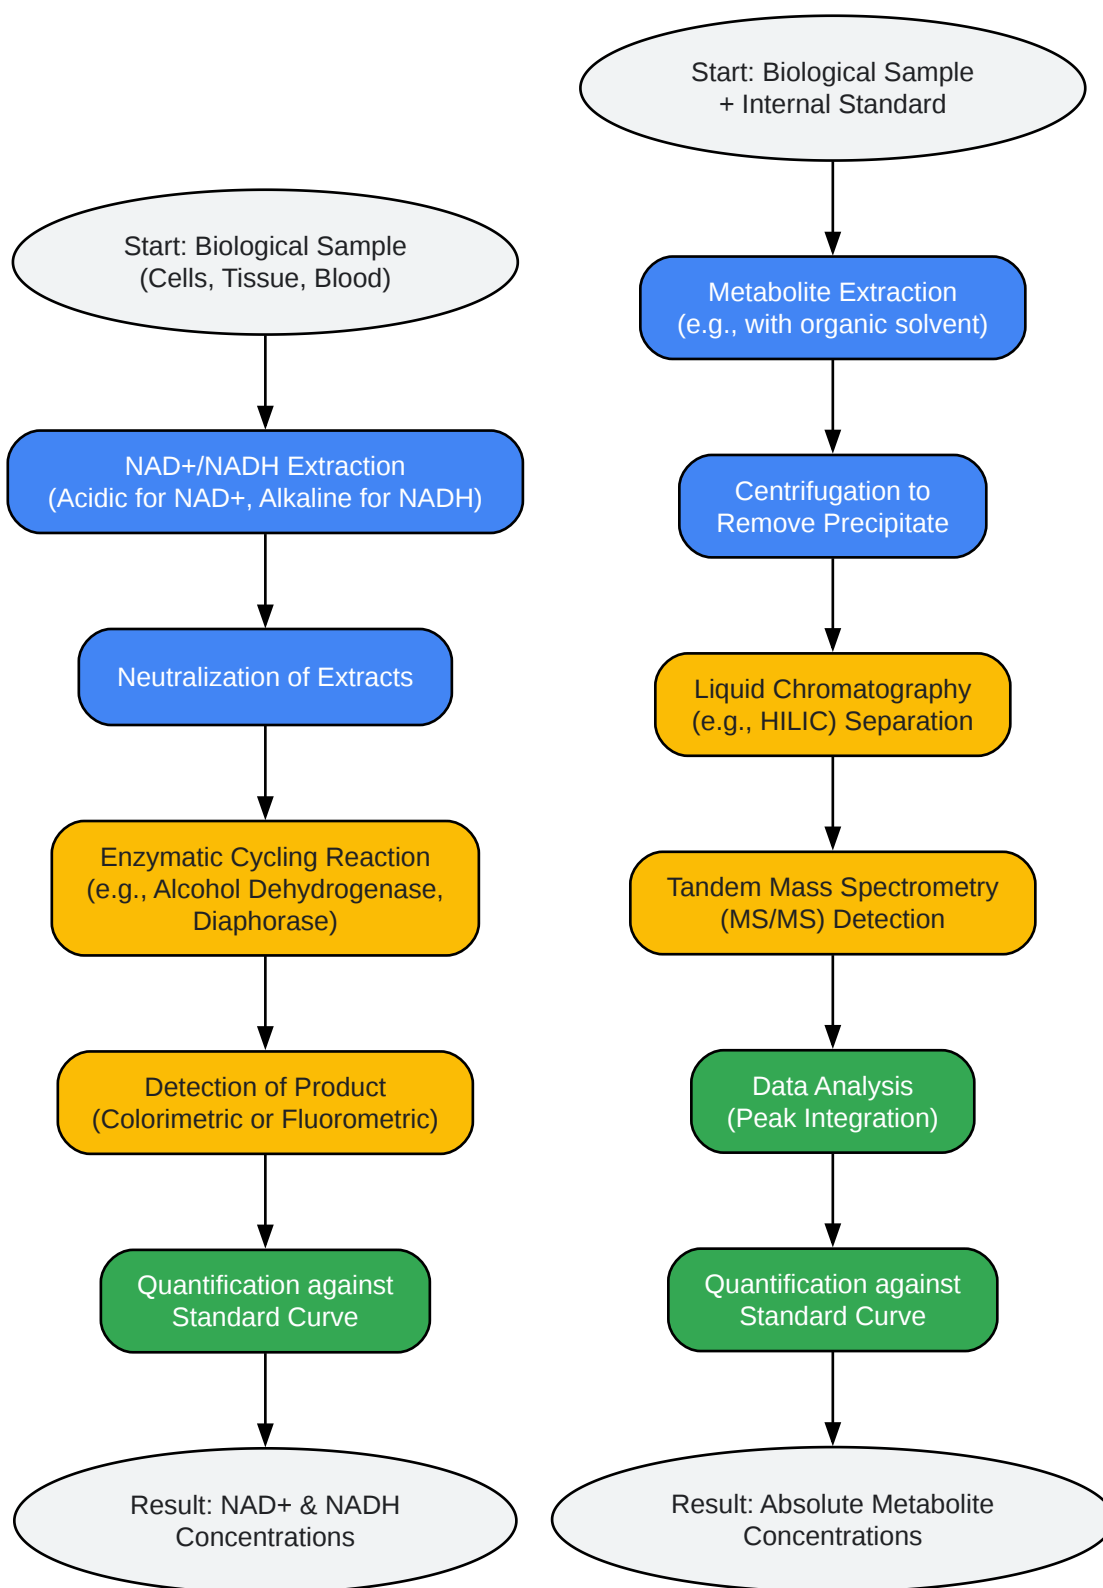 Start: Biological Sample
(Cells, Tissue, Blood)
NAD+/NADH Extraction
(Acidic for NAD+, Alkaline for NADH)
Neutralization of Extracts
Enzymatic Cycling Reaction
(e.g., Alcohol Dehydrogenase,
Diaphorase)
Detection of Product
(Colorimetric or Fluorometric)
Quantification against
Standard Curve
Result: NAD+ & NADH
Concentrations
Start: Biological Sample
+ Internal Standard
Metabolite Extraction
(e.g., with organic solvent)
Centrifugation to
Remove Precipitate
Liquid Chromatography
(e.g., HILIC) Separation
Tandem Mass Spectrometry
(MS/MS) Detection
Data Analysis
(Peak Integration)
Quantification against
Standard Curve
Result: Absolute Metabolite
Concentrations